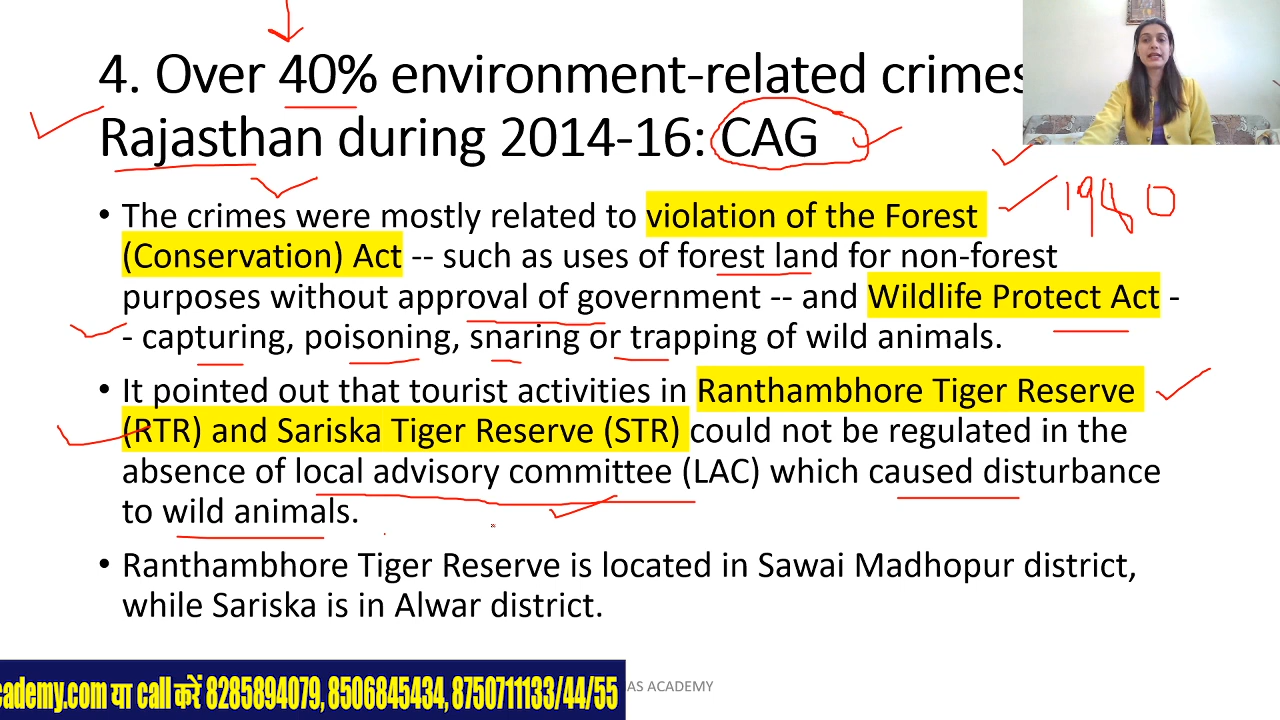 4. Over 40% environment-related crimes
Rajasthan during 2014-16: CAG
• The crimes were mostly related to violation of the Forest
1980
(Conservation) Act -- such as uses of forest land for non-forest
purposes without approval of government -- and Wildlife Protect Act -
- capturing, poisoning, snaring or trapping of wild animals.
• It pointed out that tourist activities in Ranthambhore Tiger Reserve
(RTR) and Sariska Tiger Reserve (STR) could not be regulated in the
absence of local advisory committee (LAC) which caused disturbance
to wild animals.
• Ranthambhore Tiger Reserve is located in Sawai Madhopur district,
while Sariska is in Alwar district.
cademy.com या call करें 8285894079, 8506845434, 8750711133/44/55
AS ACADEMY